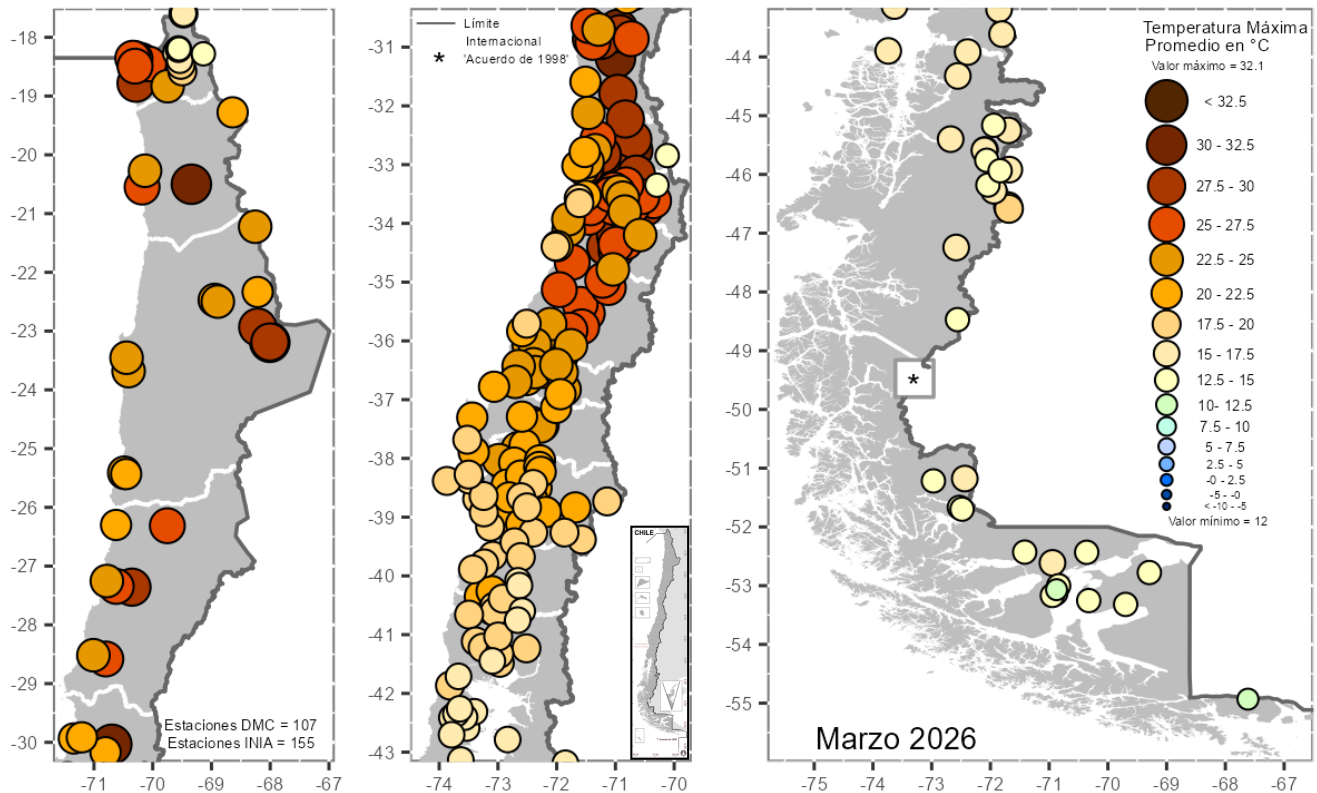 -18
-19
-20
-21
-22
-23
-24
-25
-26
-27
-28
-29
-30
-71
-70
-69
-68
-67
Estaciones DMC = 107
Estaciones INIA = 155
Límite
Internacional
* 'Acuerdo de 1998'
-31
-32
-33
-34
-35
-36
-37
-38
-39
-40
-41
-42
-43
-74
-73
-72
-71
-70
CHILE
-44
-45
-46
-47
-48
-49
-50
-51
-52
-53
-54
-55
-75
-74
-73
-72
-71
-70
-69
-68
-67
*
Marzo 2026
Temperatura Máxima
Promedio en °C
Valor máximo = 32.1
< 32.5
30 - 32.5
27.5 - 30
25 - 27.5
22.5 - 25
20 - 22.5
17.5 - 20
15 - 17.5
12.5 - 15
10- 12.5
7.5 - 10
5 - 7.5
2.5 - 5
-0 - 2.5
-5 - -0
< -10 - -5
Valor mínimo = 12